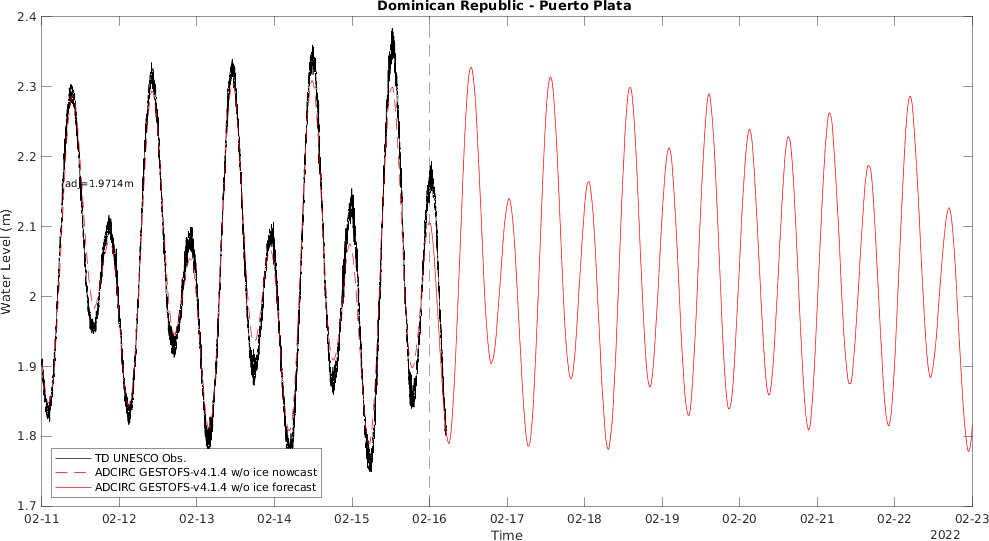 Dominican Republic - Puerto Plata
2.4
2.3
2.2
2.1
2
1.9
1.8
1.7
Water Level (m)
adj=1.9714m
TD UNESCO Obs.
ADCIRC GESTOFS-v4.1.4 w/o ice nowcast
ADCIRC GESTOFS-v4.1.4 w/o ice forecast
02-11 02-12 02-13 02-14 02-15 02-16 02-17 02-18 02-19 02-20 02-21 02-22 02-23
Time
2022